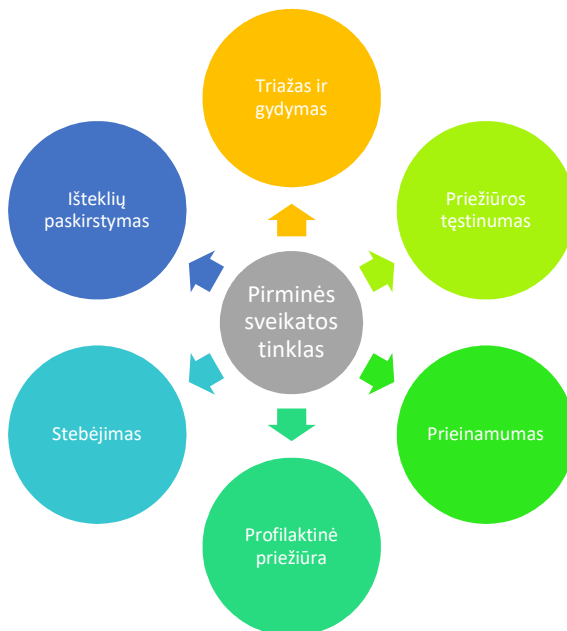 Triažas ir
gydymas
Išteklių
paskirstymas
Priežiūros
tęstinumas
Pirminės
sveikatos
tinklas
Stebėjimas
Prieinamumas
Profilaktinė
priežiūra